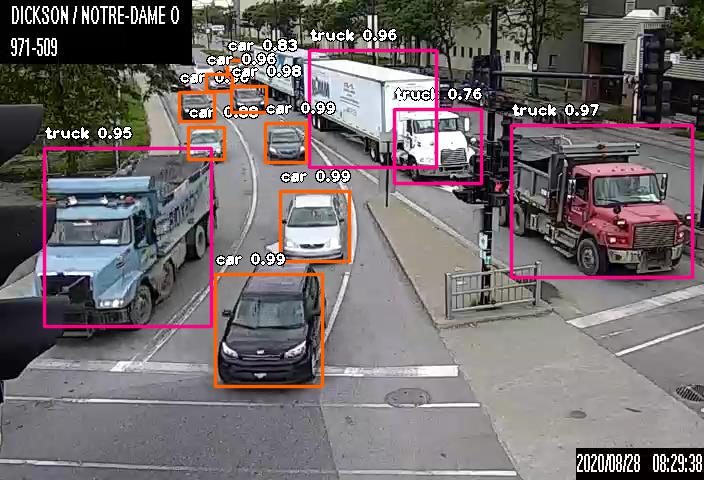 DICKSON / NOTRE-DAME O
971-509
car 0.83
truck 0.96
car 0.96
car 0.98
truck 0.76
car 0.99
truck 0.97
truck 0.95
car 0.99
car 0.99
2020/08/28 08:29:38